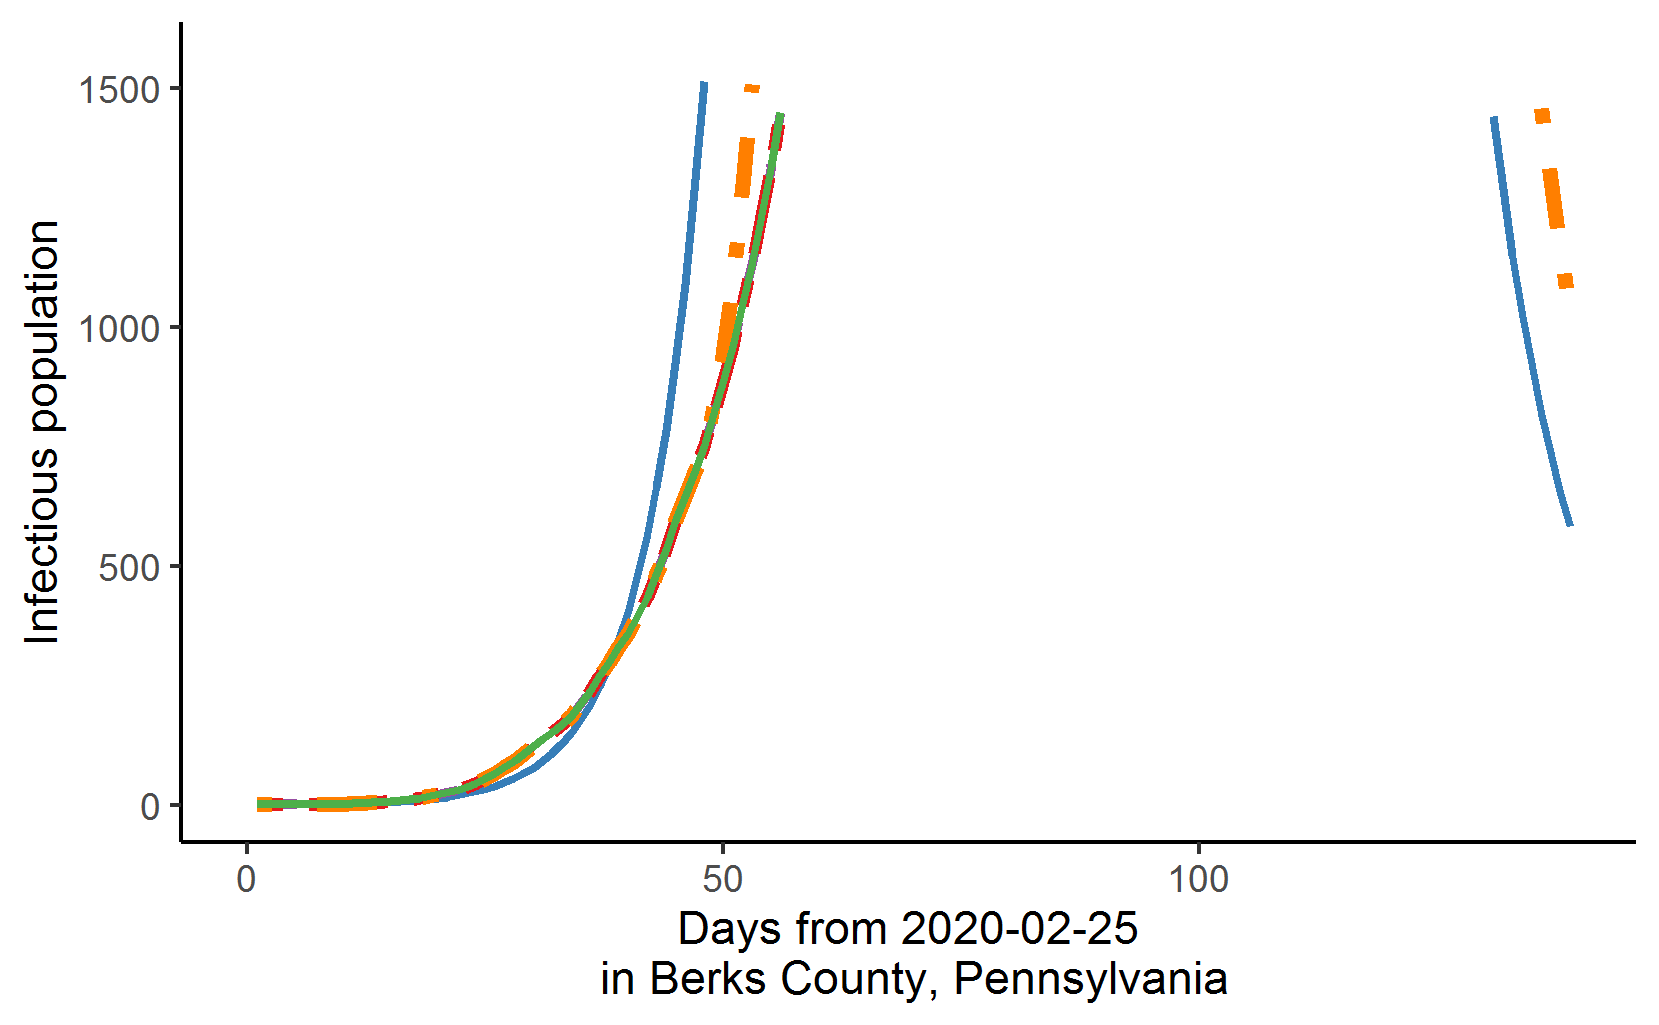 Infectious population
1500
1000
500
0
0 50 100
Days from 2020-02-25
in Berks County, Pennsylvania